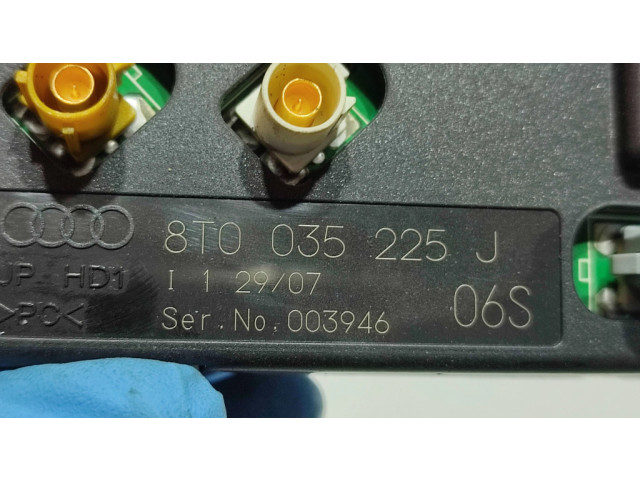 8T0 035 225 J
UP HD1 I 1 29/07
>PC< Ser.No.003946 06S